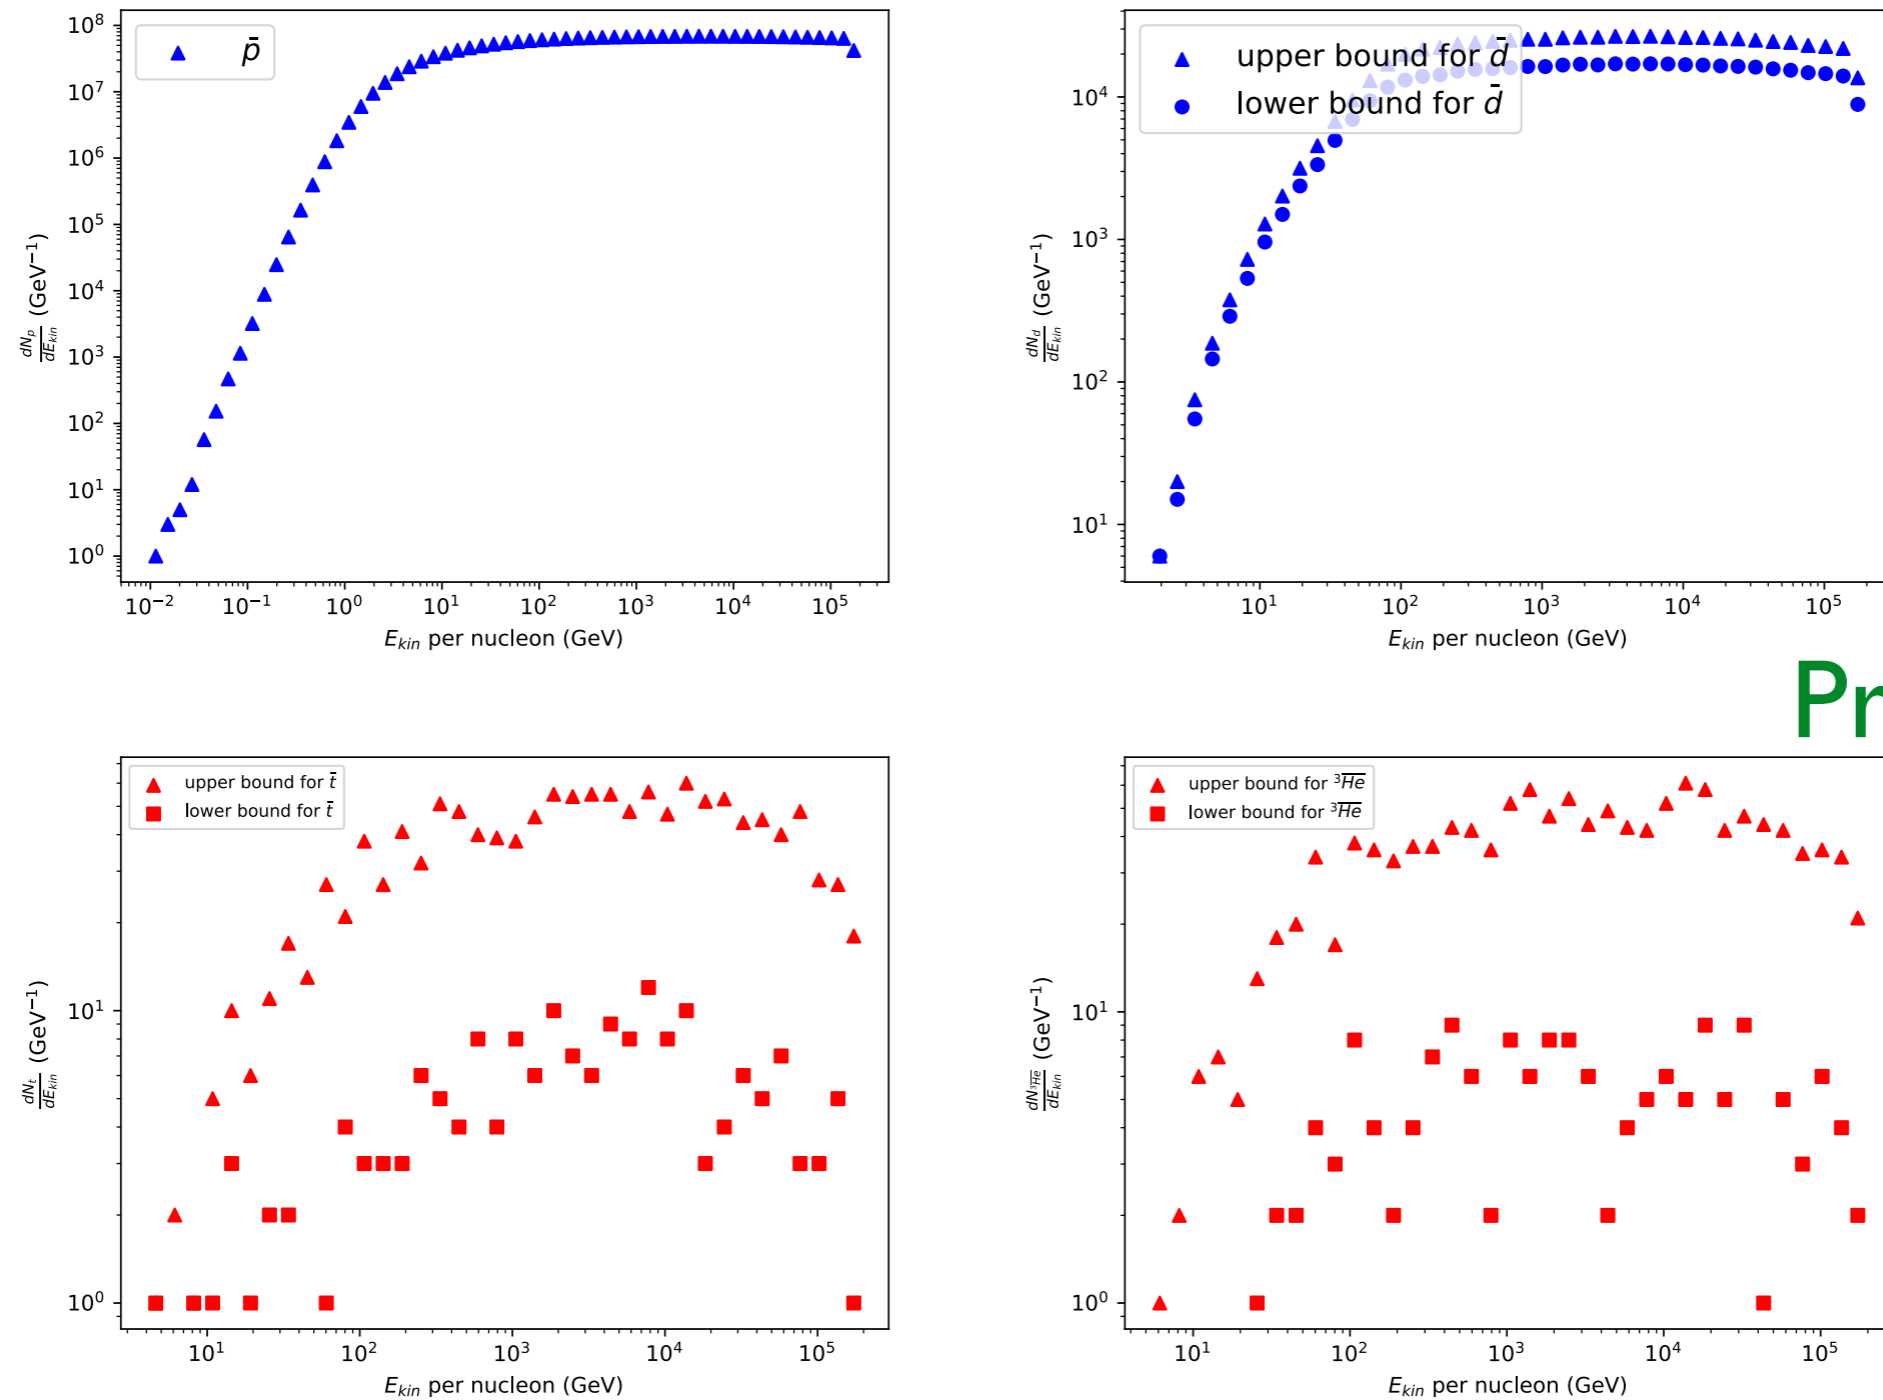 p̄
10⁸
10⁷
10⁶
10⁵
10⁴
10³
10²
10¹
10⁰
dNₚ/dE_kin (GeV⁻¹)
10⁻² 10⁻¹ 10⁰ 10¹ 10² 10³ 10⁴ 10⁵
E_kin per nucleon (GeV)
upper bound for d̄
lower bound for d̄
10⁴
10³
10²
10¹
dN_d/dE_kin (GeV⁻¹)
10¹ 10² 10³ 10⁴ 10⁵
E_kin per nucleon (GeV)
Pr
upper bound for t̄
lower bound for t̄
10¹
10⁰
dN_t/dE_kin (GeV⁻¹)
10¹ 10² 10³ 10⁴ 10⁵
E_kin per nucleon (GeV)
upper bound for ³H̅e̅
lower bound for ³H̅e̅
10¹
10⁰
dN_³H̅e̅/dE_kin (GeV⁻¹)
10¹ 10² 10³ 10⁴ 10⁵
E_kin per nucleon (GeV)